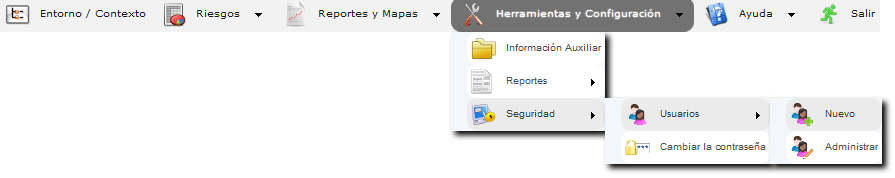 Entorno / Contexto Riesgos Reportes y Mapas Herramientas y Configuración Ayuda Salir
Información Auxiliar
Reportes
Seguridad Usuarios Nuevo
Cambiar la contraseña Administrar